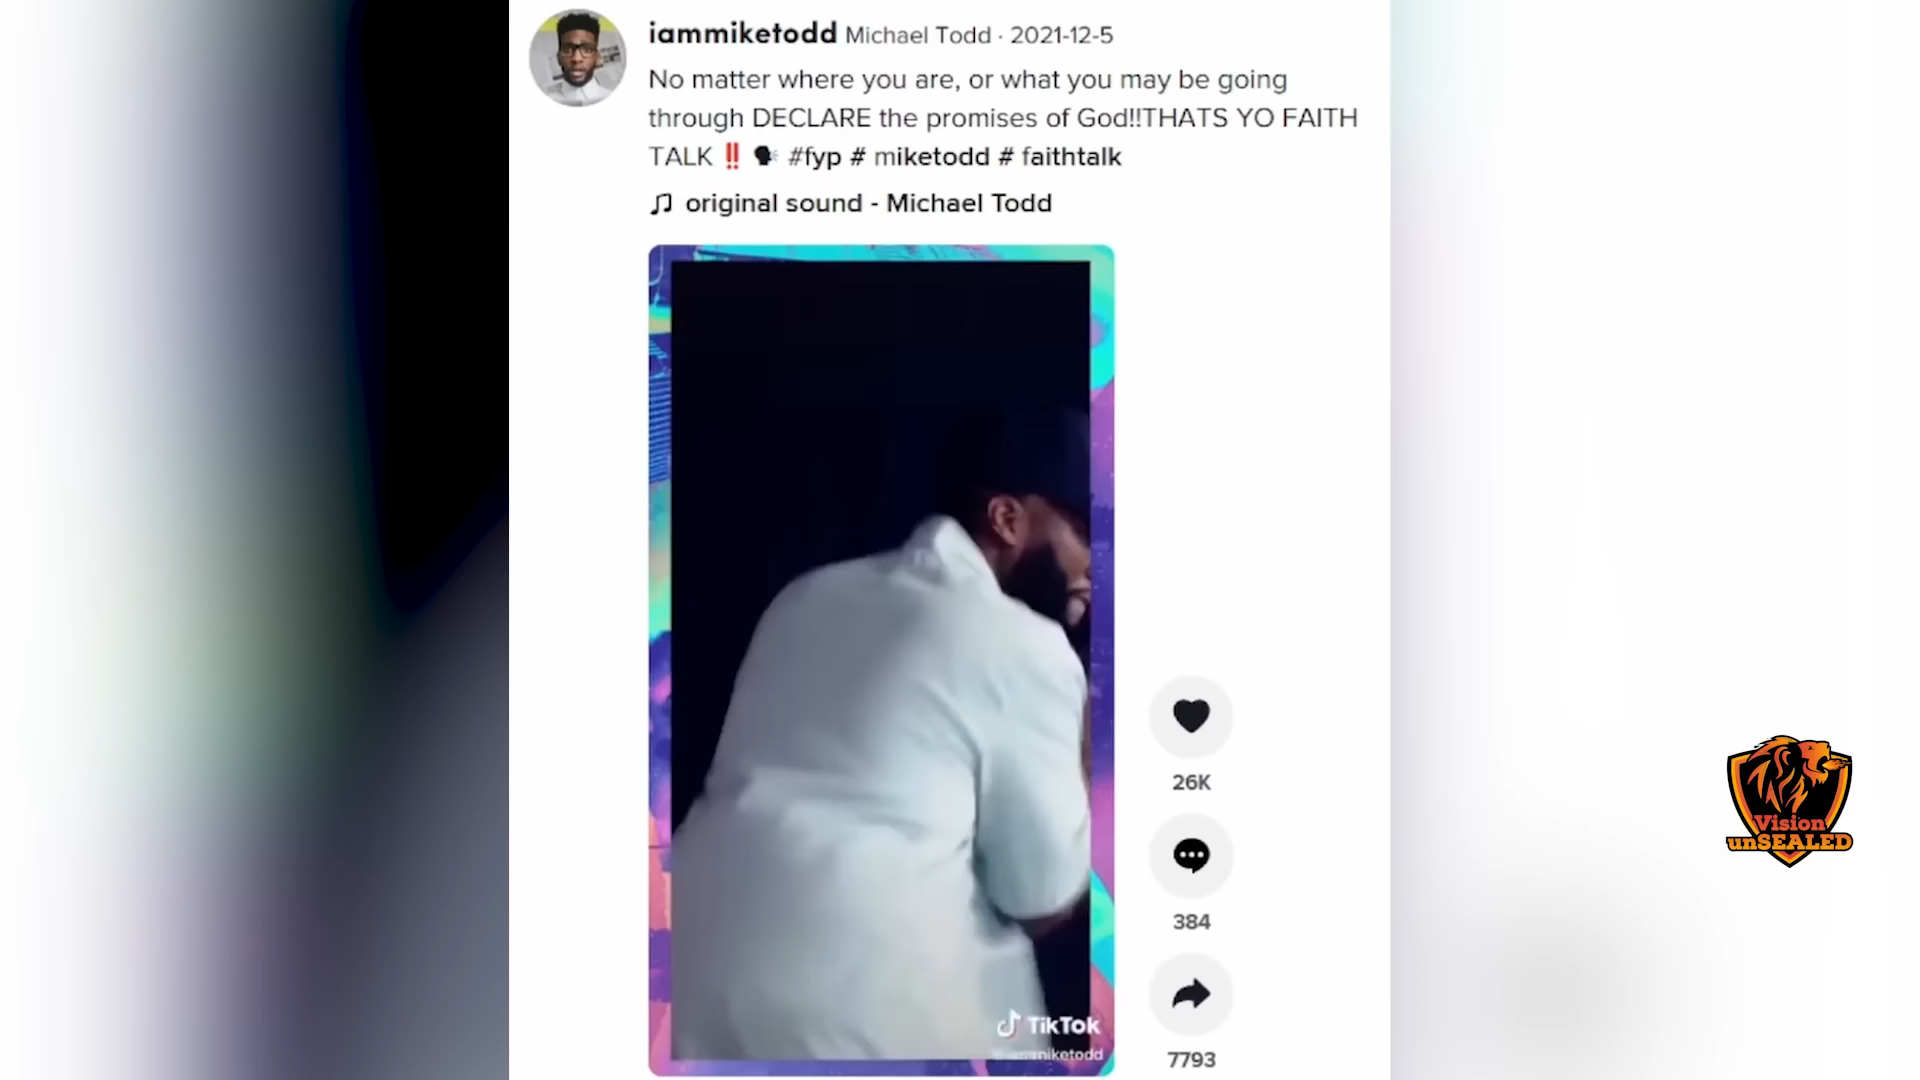 iammiketodd Michael Todd · 2021-12-5
No matter where you are, or what you may be going
through DECLARE the promises of God!!THATS YO FAITH
TALK ‼️ 🗣 #fyp # miketodd # faithtalk
♫ original sound - Michael Todd
26K
384
7793
TikTok
@iammiketodd
Vision
unSEALED